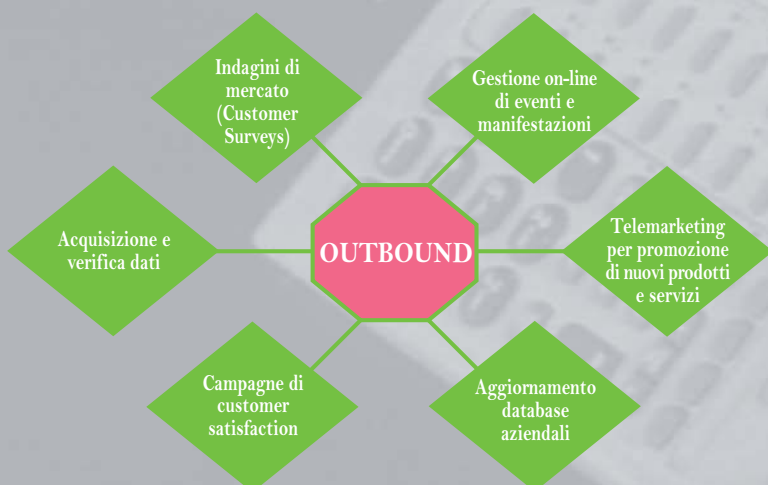 Indagini di
mercato
(Customer
Surveys)
Gestione on-line
di eventi e
manifestazioni
Acquisizione e
verifica dati
OUTBOUND
Telemarketing
per promozione
di nuovi prodotti
e servizi
Campagne di
customer
satisfaction
Aggiornamento
database
aziendali